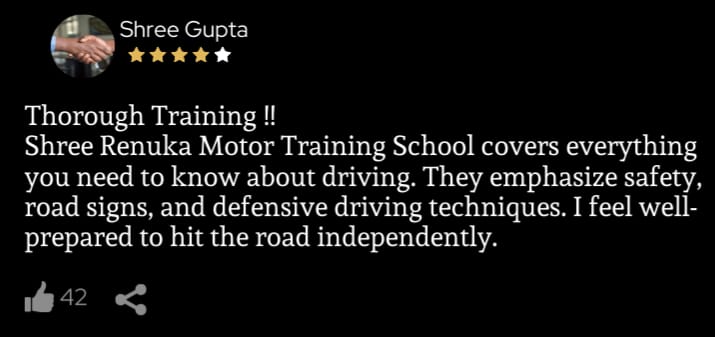 Shree Gupta
Thorough Training !!
Shree Renuka Motor Training School covers everything
you need to know about driving. They emphasize safety,
road signs, and defensive driving techniques. I feel well-
prepared to hit the road independently.
42